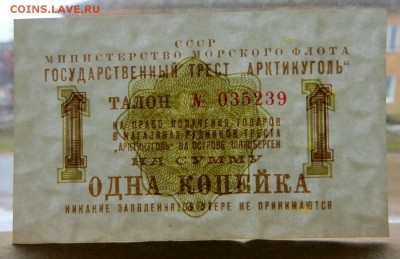 COINS.LAVE.RU
СССР
МИНИСТЕРСТВО МОРСКОГО ФЛОТА
ГОСУДАРСТВЕННЫЙ ТРЕСТ „АРКТИКУГОЛЬ“
ТАЛОН № 035239
НА ПРАВО ПОЛУЧЕНИЯ ТОВАРОВ
В МАГАЗИНАХ РУДНИКОВ ТРЕСТА
„АРКТИКУГОЛЬ“ НА ОСТРОВЕ ШПИЦБЕРГЕН
НА СУММУ
1 1
ОДНА КОПЕЙКА
НИКАКИЕ ЗАЯВЛЕНИЯ ОБ УТЕРЕ НЕ ПРИНИМАЮТСЯ